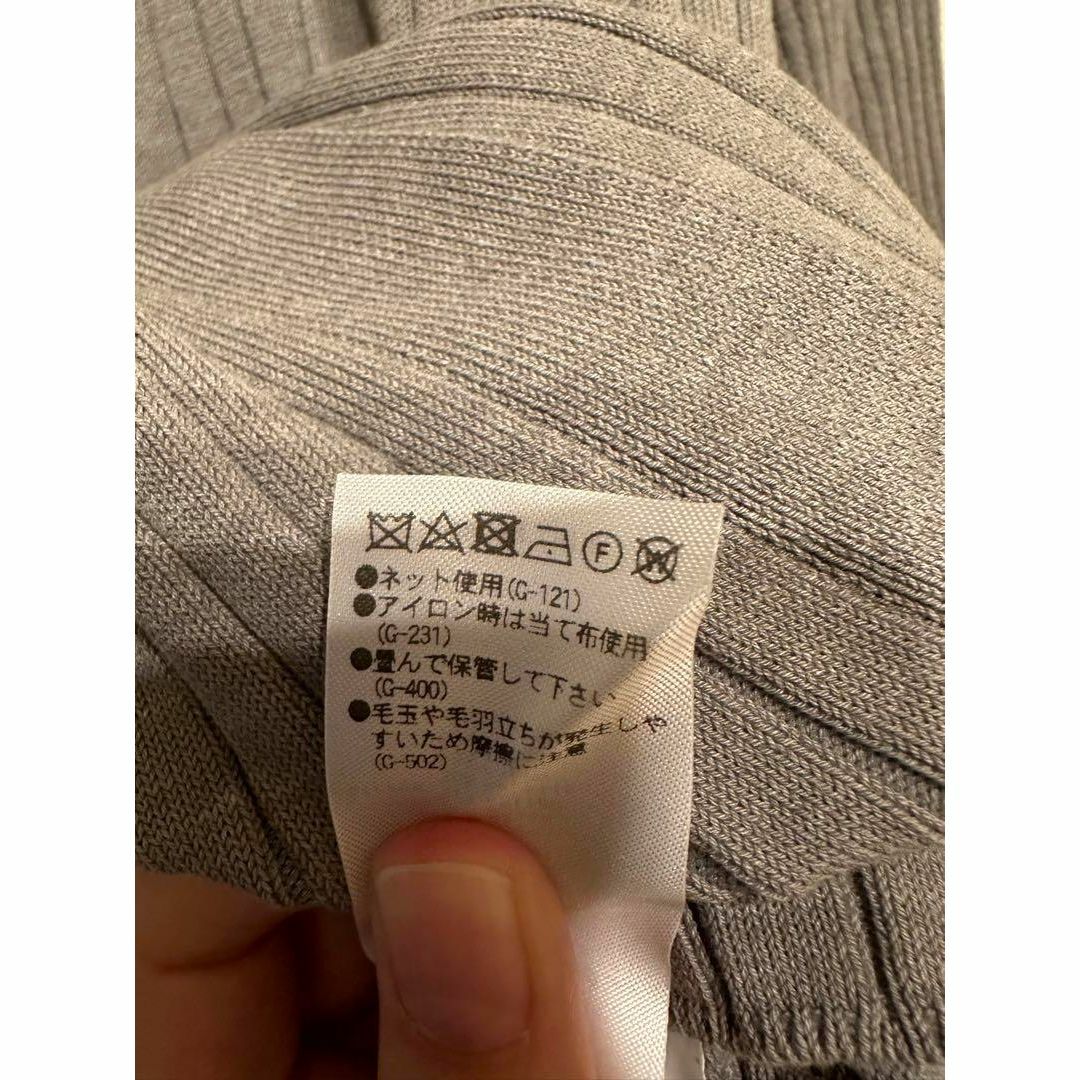 F W
●ネット使用(G-121)
●アイロン時は当て布使用
(G-231)
●畳んで保管して下さい
(G-400)
●毛玉や毛羽立ちが発生しや
すいため摩擦に注意
(G-502)